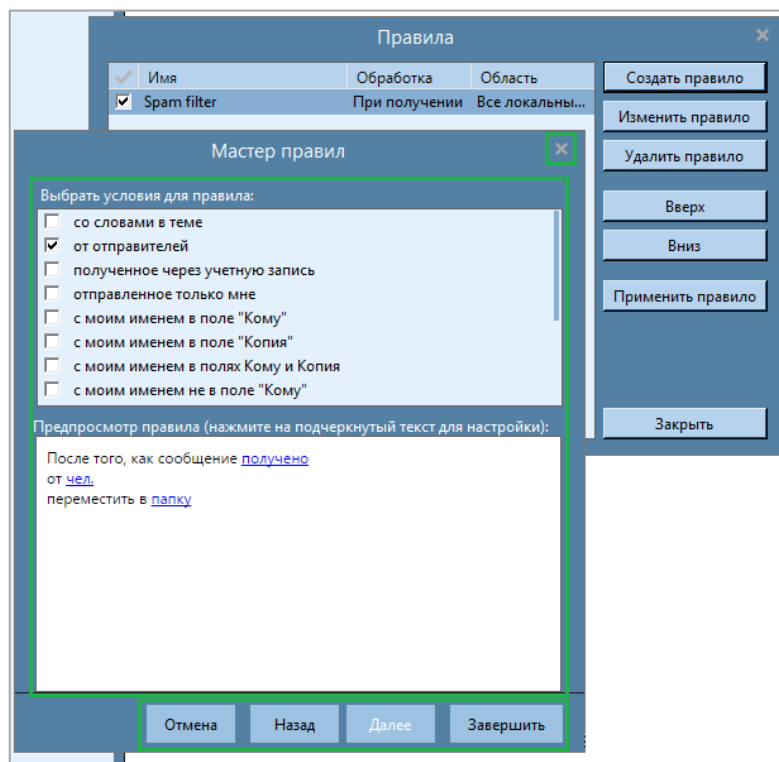 Правила
Имя Обработка Область
Spam filter При получении Все локальны...
Создать правило
Изменить правило
Удалить правило
Вверх
Вниз
Применить правило
Закрыть
Мастер правил
Выбрать условия для правила:
со словами в теме
от отправителей
полученное через учетную запись
отправленное только мне
с моим именем в поле "Кому"
с моим именем в поле "Копия"
с моим именем в полях Кому и Копия
с моим именем не в поле "Кому"
Предпросмотр правила (нажмите на подчеркнутый текст для настройки):
После того, как сообщение получено
от чел.
переместить в папку
Отмена Назад Далее Завершить